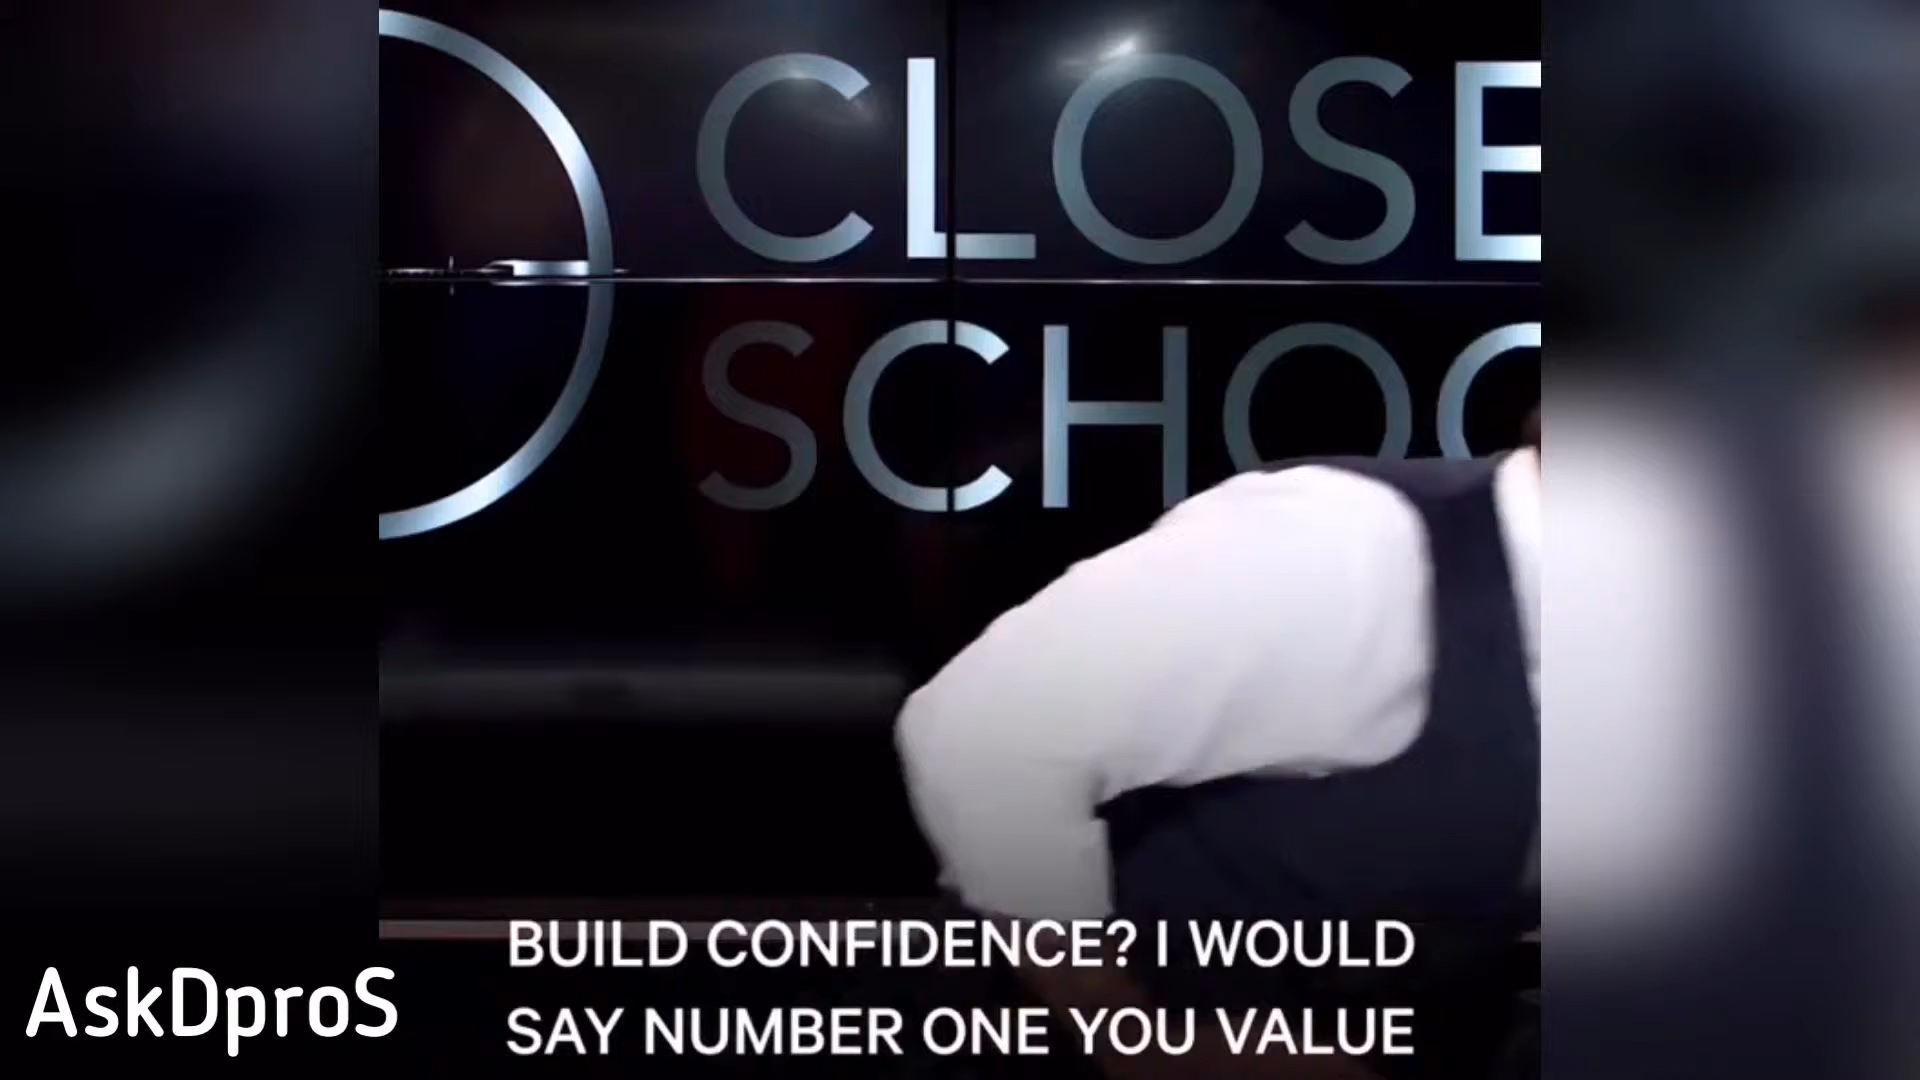 CLOSE
SCHOO
BUILD CONFIDENCE? I WOULD
SAY NUMBER ONE YOU VALUE
AskDproS